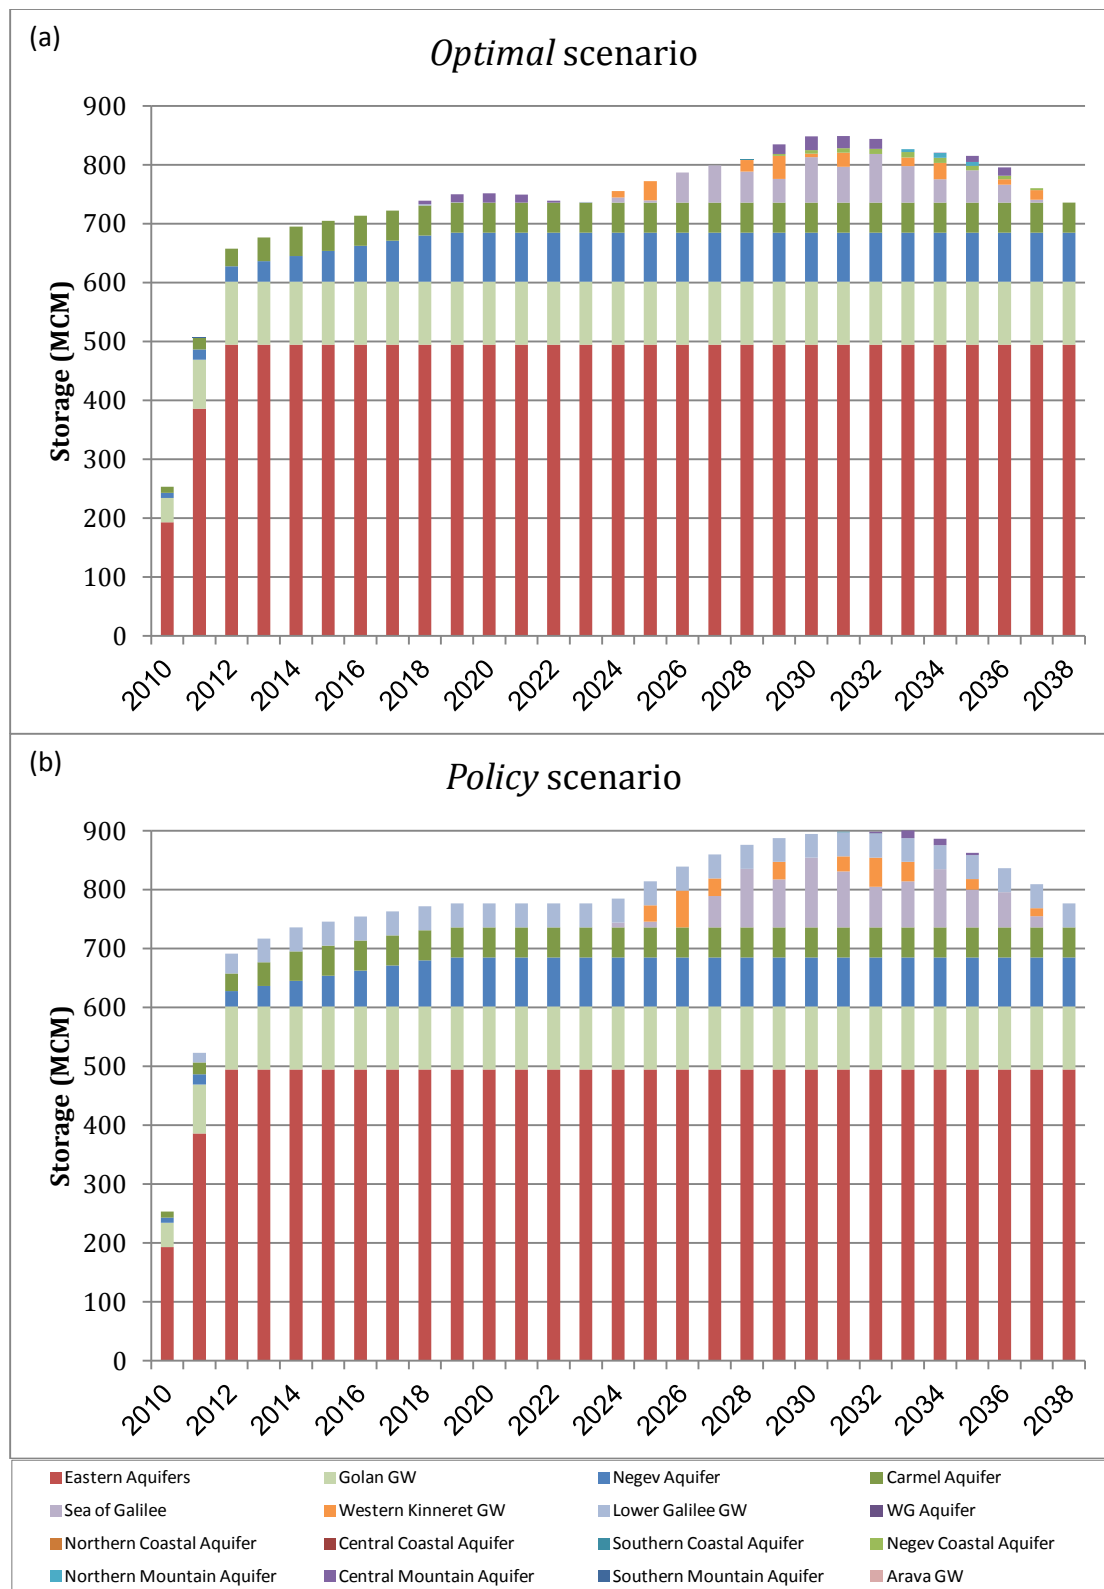 (a)
Optimal scenario
Storage (MCM)
900
800
700
600
500
400
300
200
100
0
2010 2012 2014 2016 2018 2020 2022 2024 2026 2028 2030 2032 2034 2036 2038
(b)
Policy scenario
Storage (MCM)
900
800
700
600
500
400
300
200
100
0
2010 2012 2014 2016 2018 2020 2022 2024 2026 2028 2030 2032 2034 2036 2038
Eastern Aquifers Golan GW Negev Aquifer Carmel Aquifer
Sea of Galilee Western Kinneret GW Lower Galilee GW WG Aquifer
Northern Coastal Aquifer Central Coastal Aquifer Southern Coastal Aquifer Negev Coastal Aquifer
Northern Mountain Aquifer Central Mountain Aquifer Southern Mountain Aquifer Arava GW